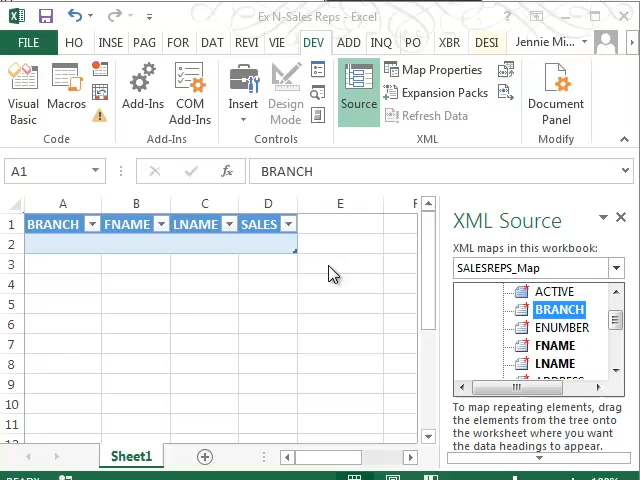 Ex N-Sales Reps - Excel
FILE HO INSE PAG FOR DAT REVI VIE DEV ADD INQ PO XBR DESI Jennie Mi...
Visual Basic
Macros
Code
Add-Ins
COM Add-Ins
Add-Ins
Insert
Design Mode
Controls
Source
Map Properties
Expansion Packs
Refresh Data
XML
Document Panel
Modify
A1 fx BRANCH
A B C D E F
1 BRANCH FNAME LNAME SALES
2
3
4
5
6
7
8
9
10
11
12
XML Source
XML maps in this workbook:
SALESREPS_Map
ACTIVE
BRANCH
ENUMBER
FNAME
LNAME
ADDRESS
To map repeating elements, drag
the elements from the tree onto
the worksheet where you want
the data headings to appear.
Sheet1
READY 100%